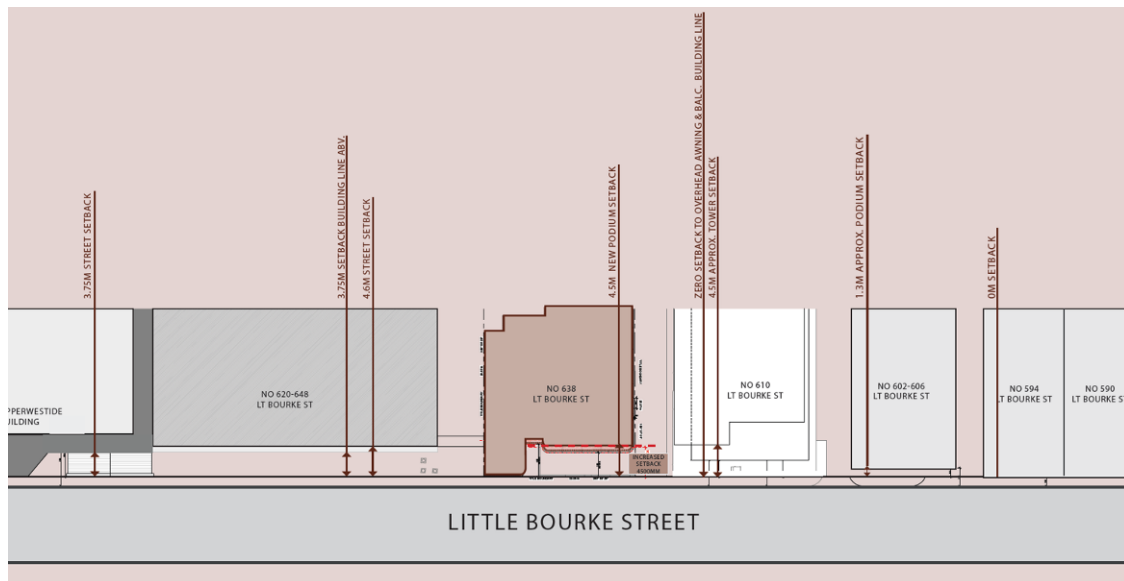 3.75M STREET SETBACK
3.75M SETBACK BUILDING LINE ABV.
4.6M STREET SETBACK
4.5M NEW PODIUM SETBACK
ZERO SETBACK TO OVERHEAD AWNING & BALC. BUILDING LINE
4.5M APPROX. TOWER SETBACK
1.3M APPROX. PODIUM SETBACK
0M SETBACK
PPERWESTIDE
UILDING
NO 620-648
LT BOURKE ST
NO 638
LT BOURKE ST
NO 610
LT BOURKE ST
NO 602-606
LT BOURKE ST
NO 594
LT BOURKE ST
NO 590
LT BOURKE S
INCREASED
SETBACK
4500MM
LITTLE BOURKE STREET